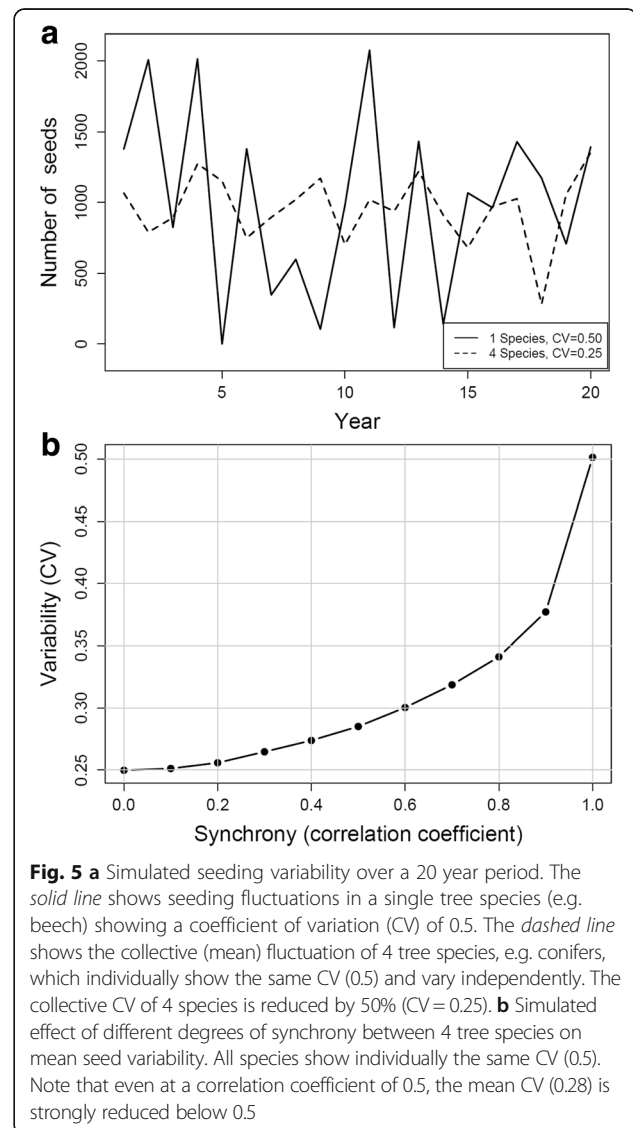 a
2000
1500
1000
500
0
Number of seeds
1 Species, CV=0.50
4 Species, CV=0.25
5 10 15 20
Year
b
0.50
0.45
0.40
0.35
0.30
0.25
Variability (CV)
0.0 0.2 0.4 0.6 0.8 1.0
Synchrony (correlation coefficient)
Fig. 5 a Simulated seeding variability over a 20 year period. The
solid line shows seeding fluctuations in a single tree species (e.g.
beech) showing a coefficient of variation (CV) of 0.5. The dashed line
shows the collective (mean) fluctuation of 4 tree species, e.g. conifers,
which individually show the same CV (0.5) and vary independently. The
collective CV of 4 species is reduced by 50% (CV = 0.25). b Simulated
effect of different degrees of synchrony between 4 tree species on
mean seed variability. All species show individually the same CV (0.5).
Note that even at a correlation coefficient of 0.5, the mean CV (0.28) is
strongly reduced below 0.5